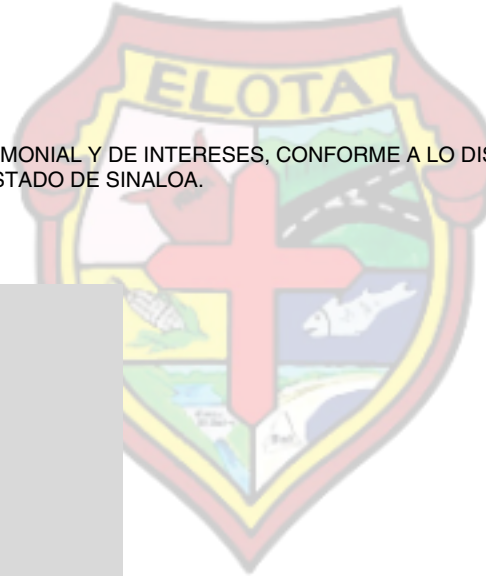 ELOTA
MONIAL Y DE INTERESES, CONFORME A LO DIS
STADO DE SINALOA.